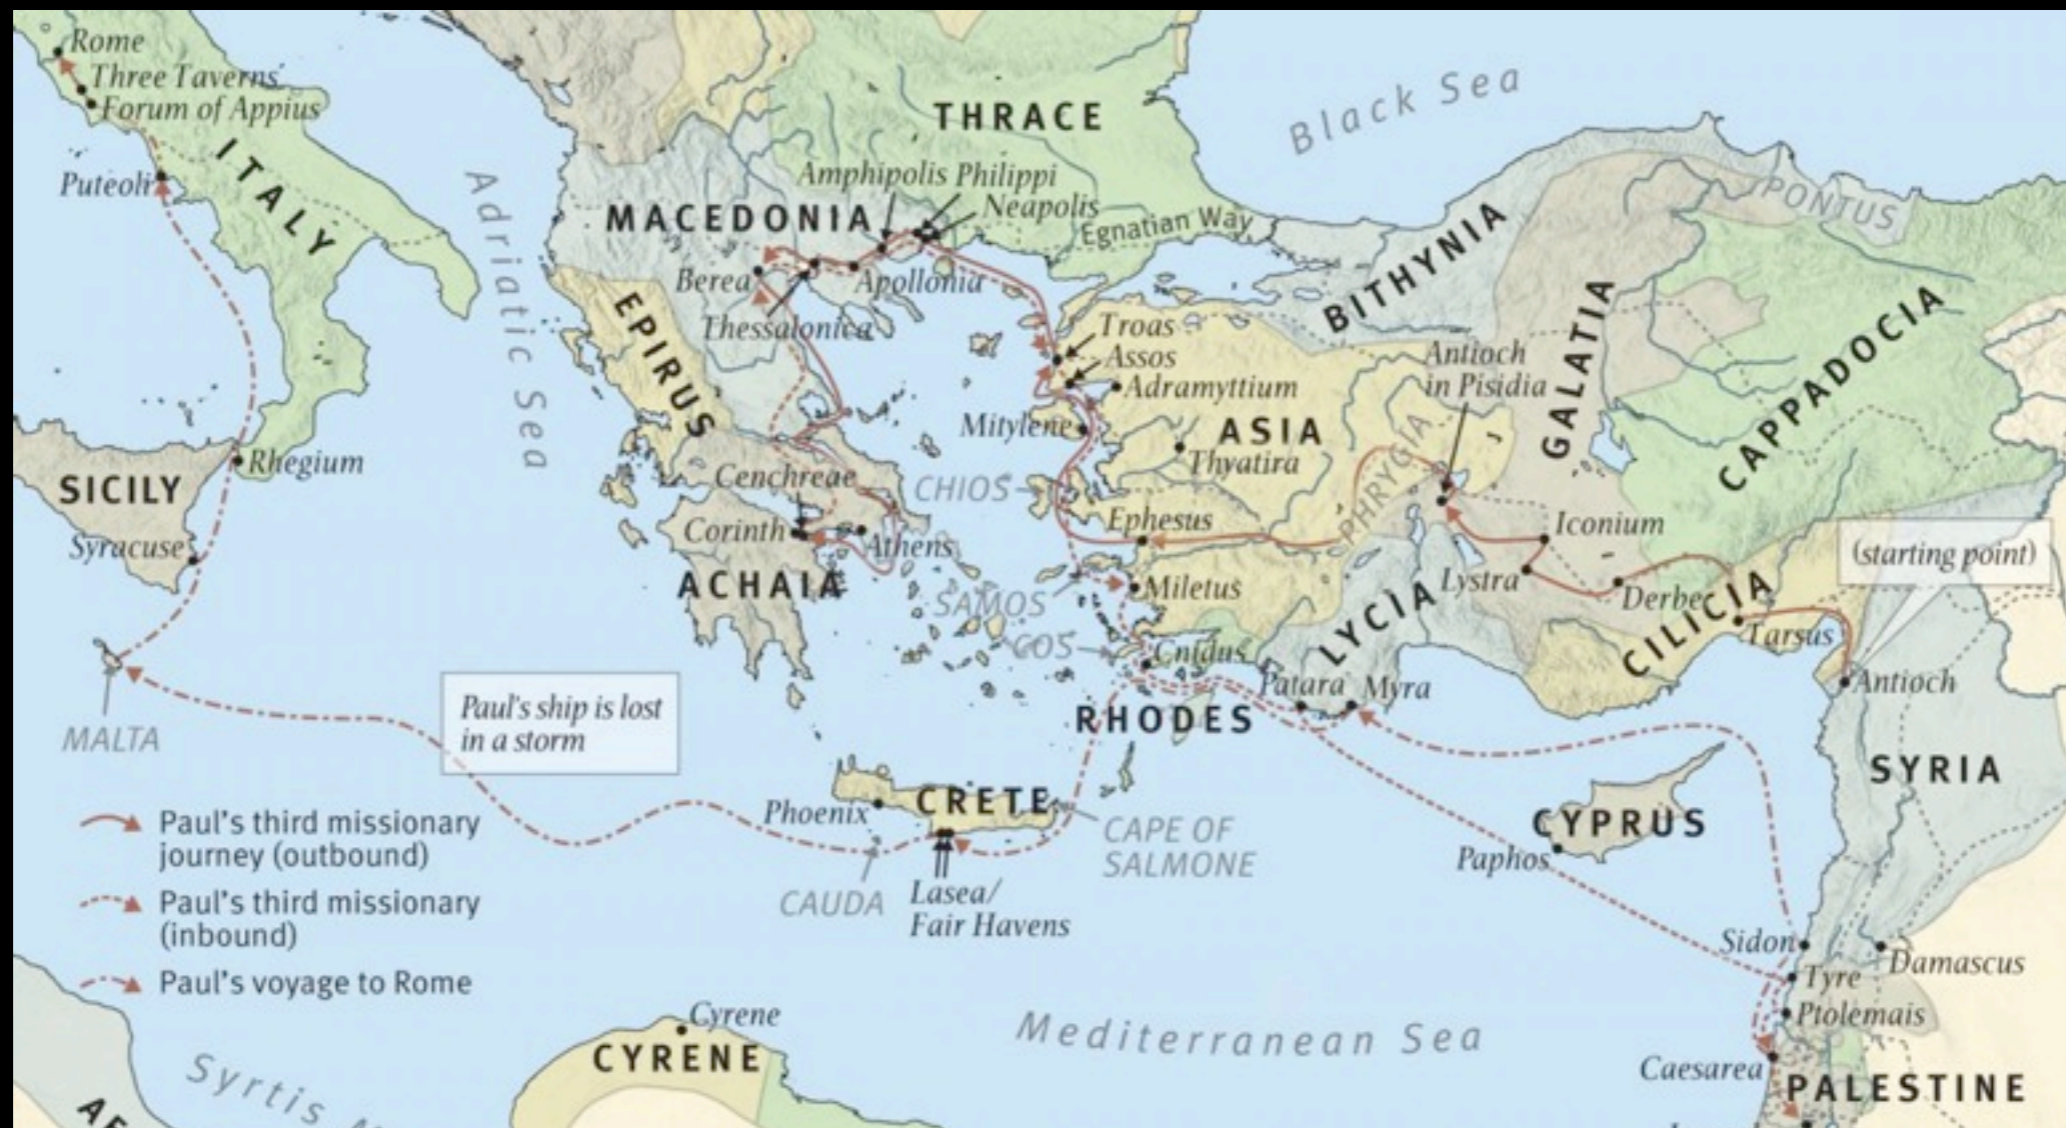 Rome
Three Taverns
Forum of Appius
ITALY
Puteoli
Adriatic Sea
THRACE
Black Sea
Amphipolis Philippi
Neapolis
MACEDONIA
Egnatian Way
PONTUS
BITHYNIA
Berea
Apollonia
Thessalonica
EPIRUS
Troas
Assos
Adramyttium
Antioch
in Pisidia
GALATIA
CAPPADOCIA
Mitylene
ASIA
Thyatira
PHRYGIA
SICILY
Rhegium
Cenchreae
CHIOS
Corinth
Athens
Ephesus
Iconium
(starting point)
Syracuse
ACHAIA
SAMOS
Miletus
Lystra
Derbe
CILICIA
Tarsus
COS
Cnidus
LYCIA
Patara Myra
Antioch
MALTA
Paul's ship is lost
in a storm
RHODES
SYRIA
Phoenix
CRETE
CAPE OF
SALMONE
CYPRUS
Paphos
CAUDA
Lasea/
Fair Havens
Paul's third missionary
journey (outbound)
Paul's third missionary
(inbound)
Paul's voyage to Rome
Sidon
Damascus
Tyre
Ptolemais
Cyrene
CYRENE
Mediterranean Sea
Caesarea
PALESTINE
Syrtis